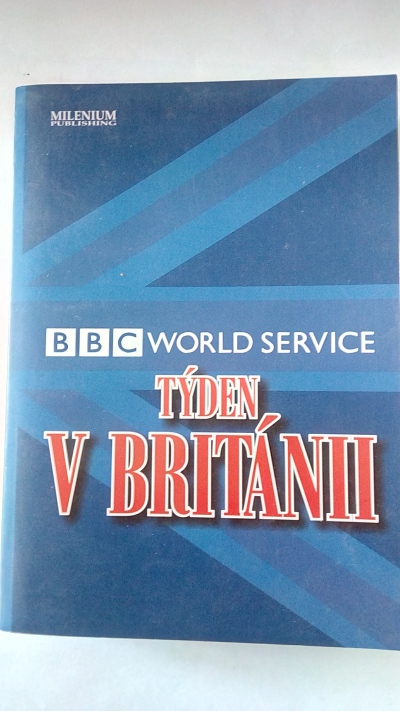 MILENIUM
PUBLISHING
BBC WORLD SERVICE
TÝDEN
V BRITÁNII